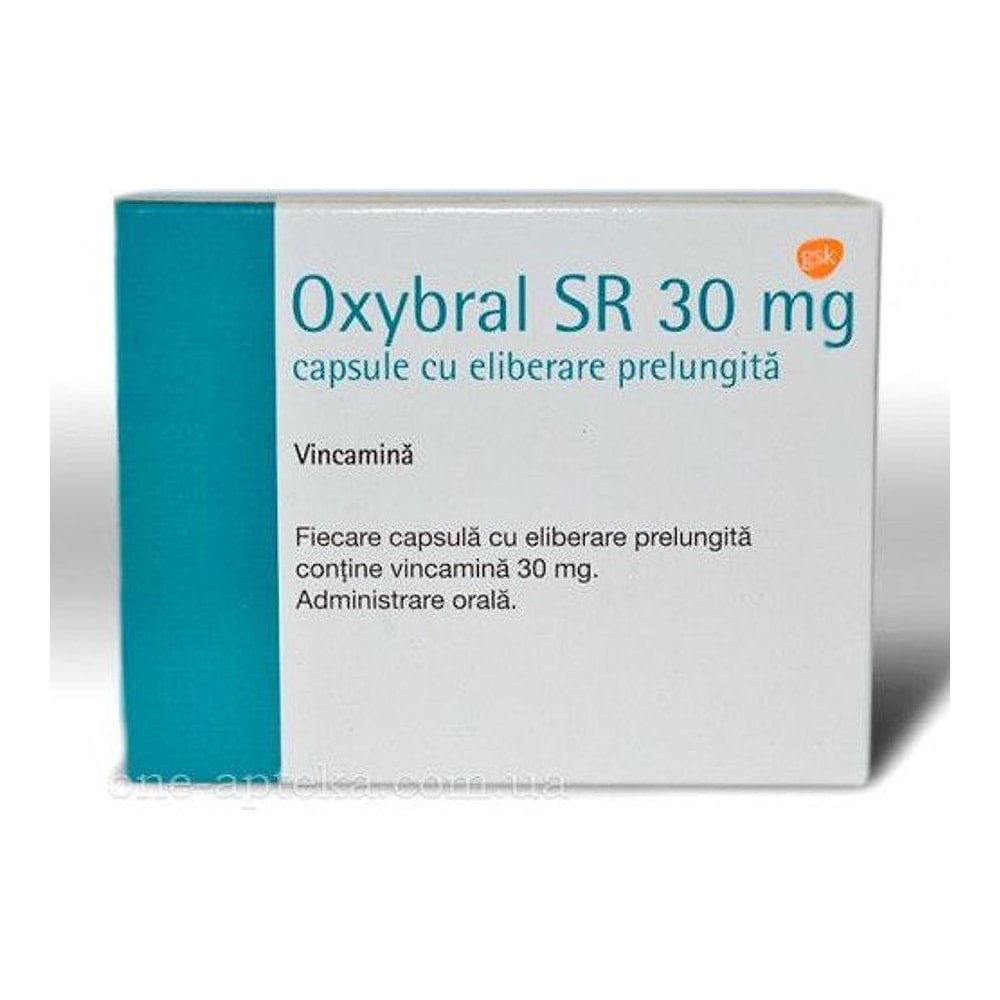 gsk
Oxybral SR 30 mg
capsule cu eliberare prelungită
Vincamină
Fiecare capsulă cu eliberare prelungită
conține vincamină 30 mg.
Administrare orală.
one-apteka.com.ua